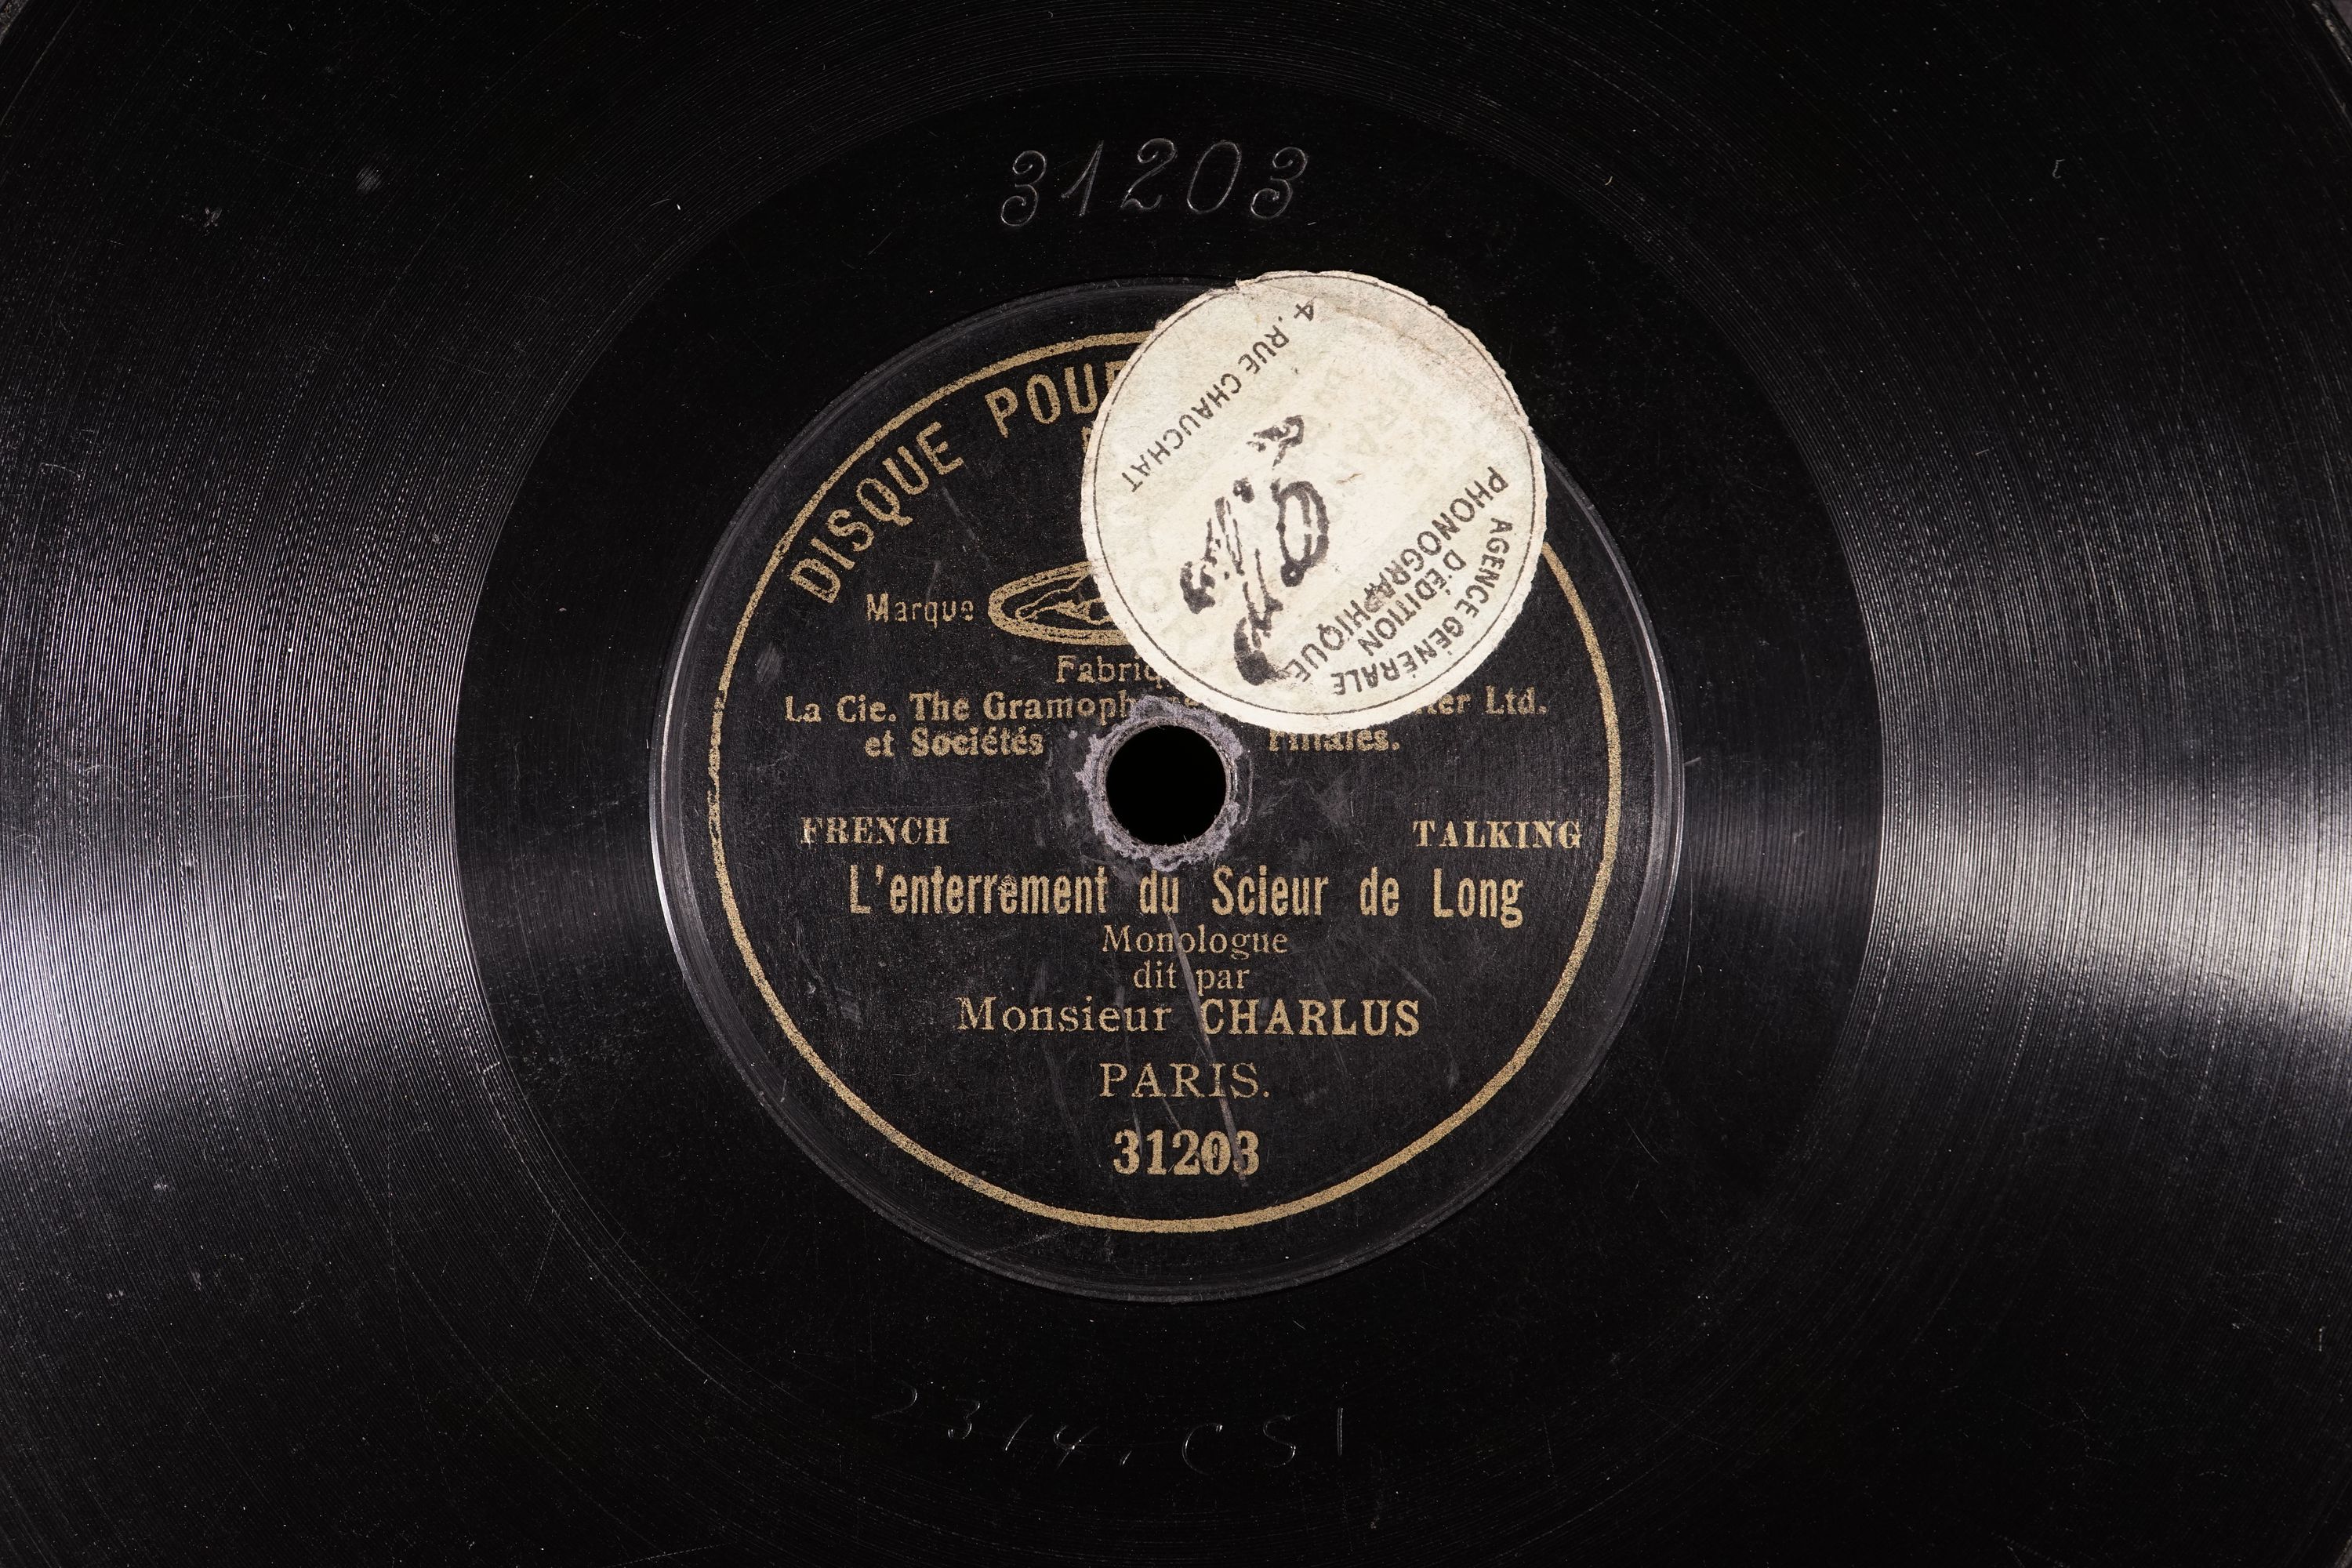 31203
DISQUE POUR
Marque
Fabriq
La Cie. The Gramoph
er Ltd.
et Sociétés Filiales.
FRENCH TALKING
L'enterrement du Scieur de Long
Monologue
dit par
Monsieur CHARLUS
PARIS.
31203
AGENCE GÉNÉRALE
D'ÉDITION
PHONOGRAPHIQUE
4. RUE CHAUCHAT